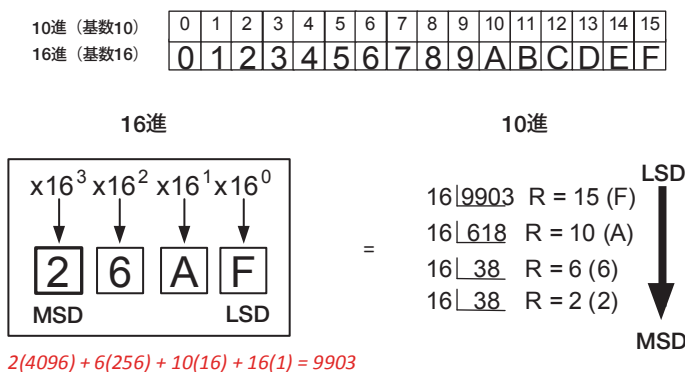 10進（基数10） 0 1 2 3 4 5 6 7 8 9 10 11 12 13 14 15
16進（基数16） 0 1 2 3 4 5 6 7 8 9 A B C D E F
16進
10進
x16³ x16² x16¹ x16⁰
2 6 A F
MSD LSD
=
LSD
16 9903 R = 15 (F)
16 618 R = 10 (A)
16 38 R = 6 (6)
16 38 R = 2 (2)
MSD
2(4096) + 6(256) + 10(16) + 16(1) = 9903